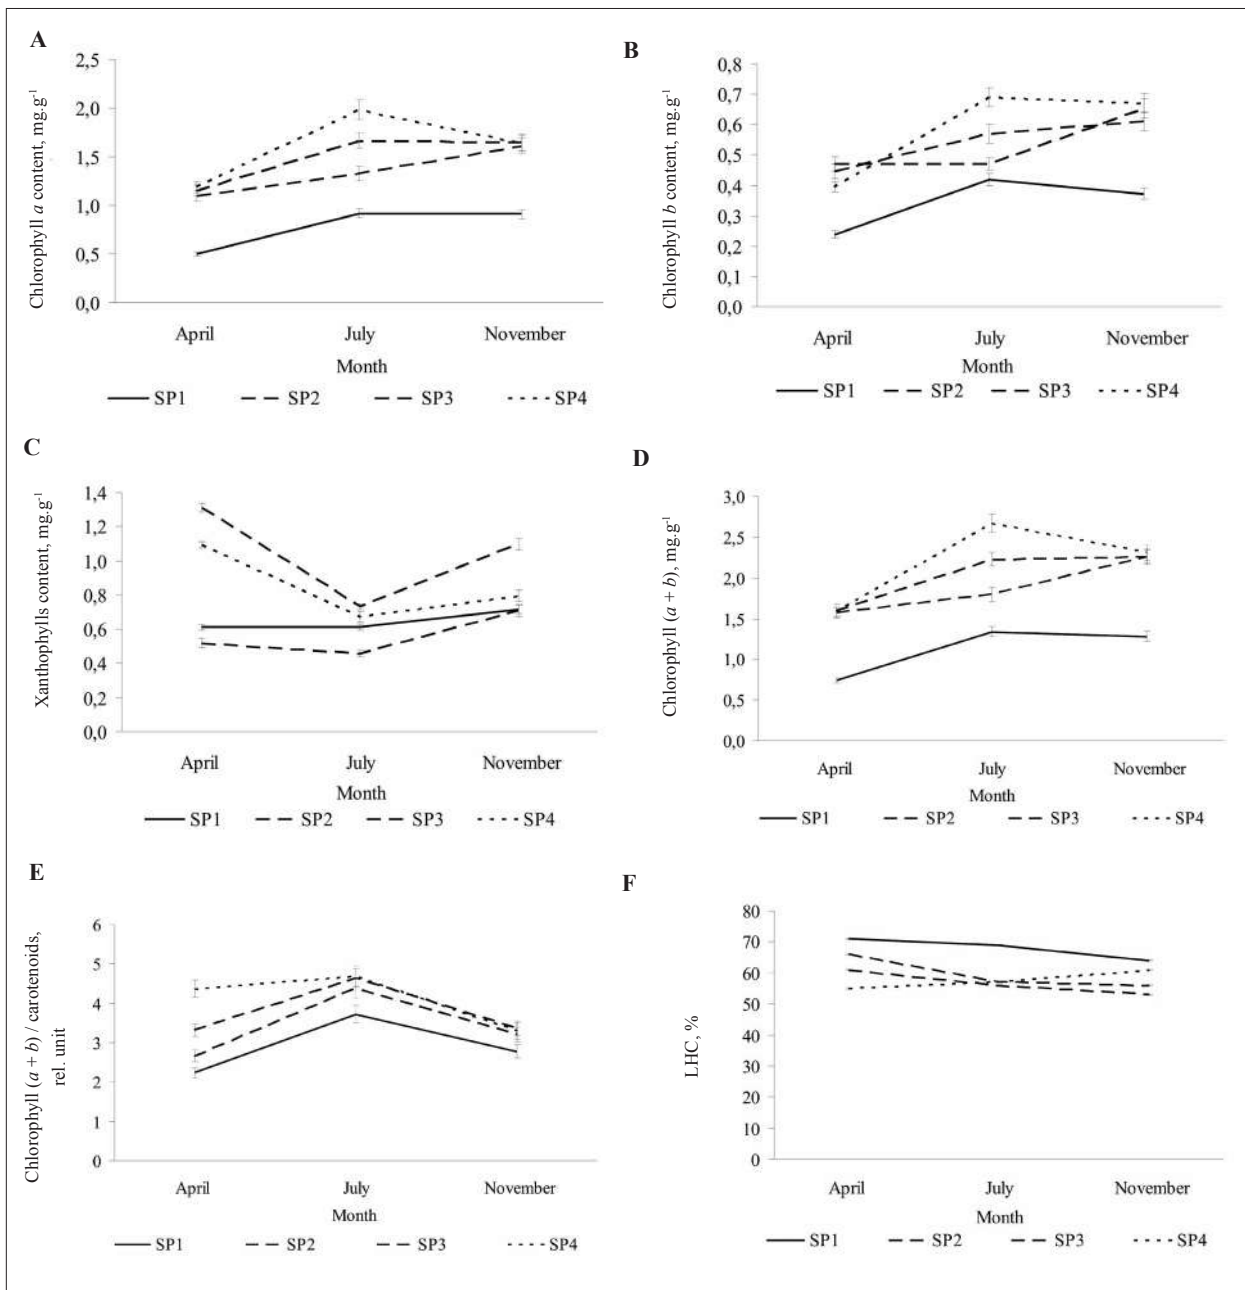 A
Chlorophyll a content, mg.g-1
2,5
2,0
1,5
1,0
0,5
0,0
April July November
Month
SP1 SP2 SP3 SP4
B
Chlorophyll b content, mg.g-1
0,8
0,7
0,6
0,5
0,4
0,3
0,2
0,1
0,0
April July November
Month
SP1 SP2 SP3 SP4
C
Xanthophylls content, mg.g-1
1,4
1,2
1,0
0,8
0,6
0,4
0,2
0,0
April July November
Month
SP1 SP2 SP3 SP4
D
Chlorophyll (a + b), mg.g-1
3,0
2,5
2,0
1,5
1,0
0,5
0,0
April July November
Month
SP1 SP2 SP3 SP4
E
Chlorophyll (a + b) / carotenoids,
rel. unit
6
5
4
3
2
1
0
April July November
Month
SP1 SP2 SP3 SP4
F
LHC, %
80
70
60
50
40
30
20
10
0
April July November
Month
SP1 SP2 SP3 SP4